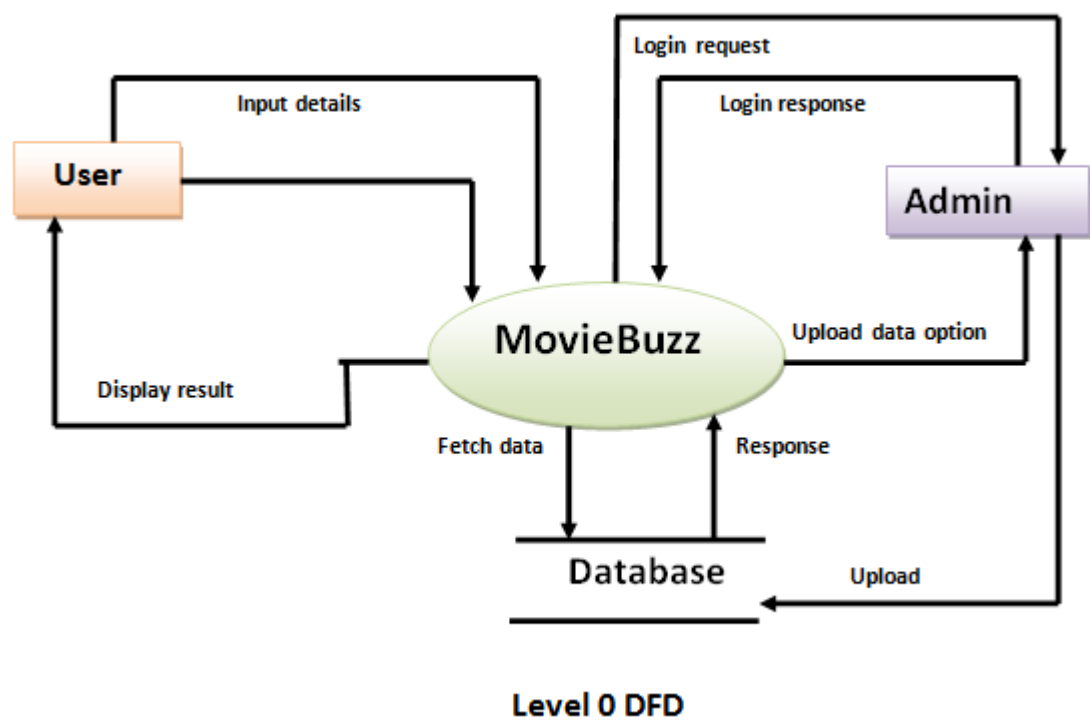 Login request
Input details
Login response
User
Admin
MovieBuzz
Upload data option
Display result
Fetch data
Response
Database
Upload
Level 0 DFD